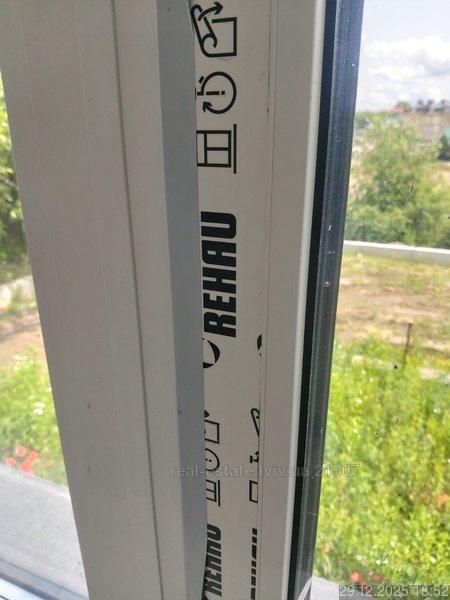 REHAU
real-estate.lviv.ua 21507
REHAU
29.12.2025 18:52